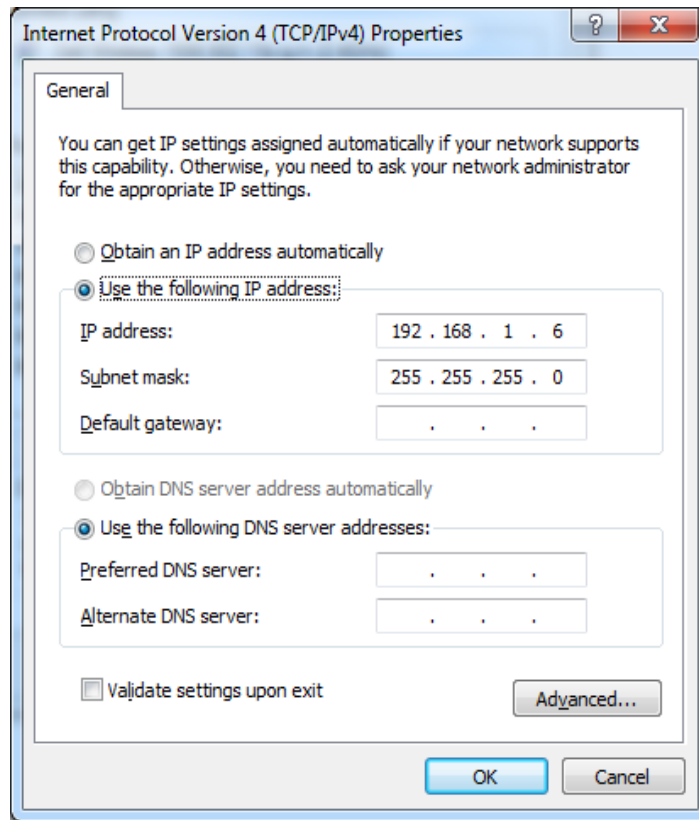 Internet Protocol Version 4 (TCP/IPv4) Properties
?
X
General
You can get IP settings assigned automatically if your network supports
this capability. Otherwise, you need to ask your network administrator
for the appropriate IP settings.
Obtain an IP address automatically
Use the following IP address:
IP address: 192 . 168 . 1 . 6
Subnet mask: 255 . 255 . 255 . 0
Default gateway: . . .
Obtain DNS server address automatically
Use the following DNS server addresses:
Preferred DNS server: . . .
Alternate DNS server: . . .
Validate settings upon exit
Advanced...
OK Cancel